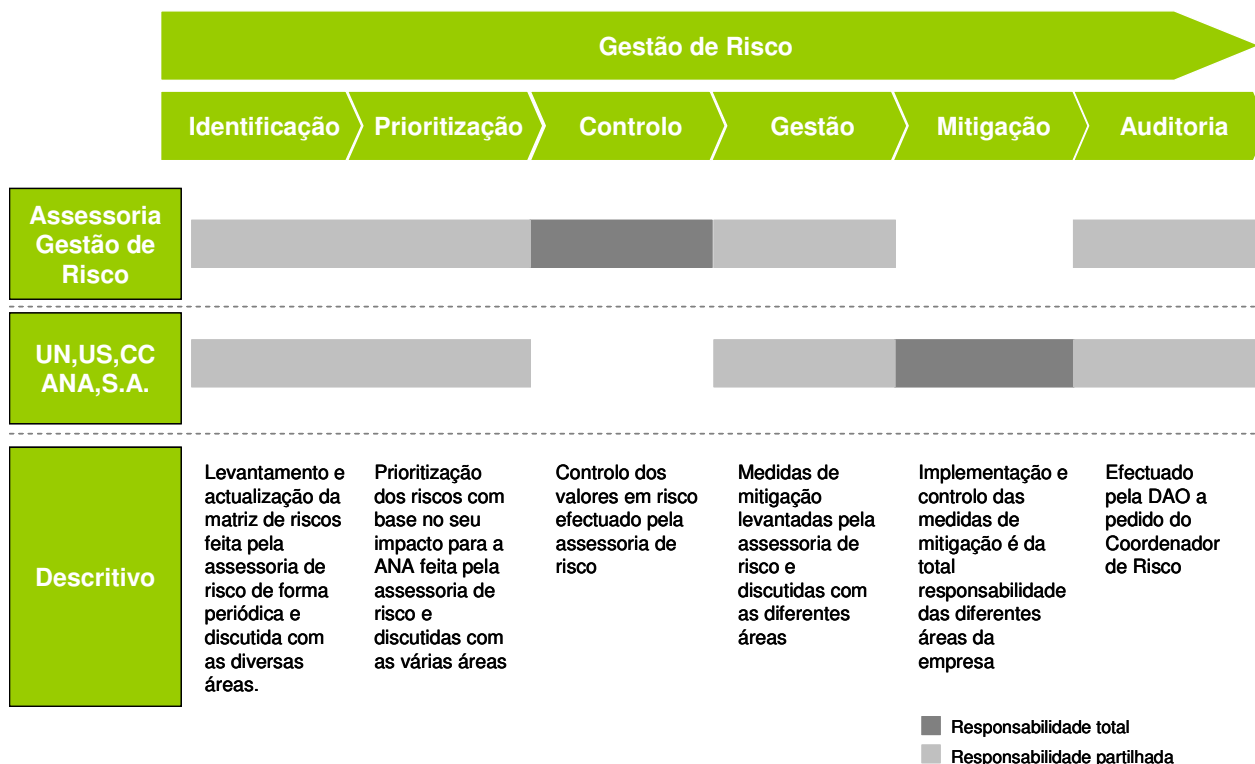 Gestão de Risco
Identificação
Prioritização
Controlo
Gestão
Mitigação
Auditoria
Assessoria
Gestão de
Risco
UN,US,CC
ANA,S.A.
Descritivo
Levantamento e
actualização da
matriz de riscos
feita pela
assessoria de
risco de forma
periódica e
discutida com
as diversas
áreas.
Prioritização
dos riscos com
base no seu
impacto para a
ANA feita pela
assessoria de
risco e
discutidas com
as várias áreas
Controlo dos
valores em risco
efectuado pela
assessoria de
risco
Medidas de
mitigação
levantadas pela
assessoria de
risco e
discutidas com
as diferentes
áreas
Implementação e
controlo das
medidas de
mitigação é da
total
responsabilidade
das diferentes
áreas da
empresa
Efectuado
pela DAO a
pedido do
Coordenador
de Risco
Responsabilidade total
Responsabilidade partilhada